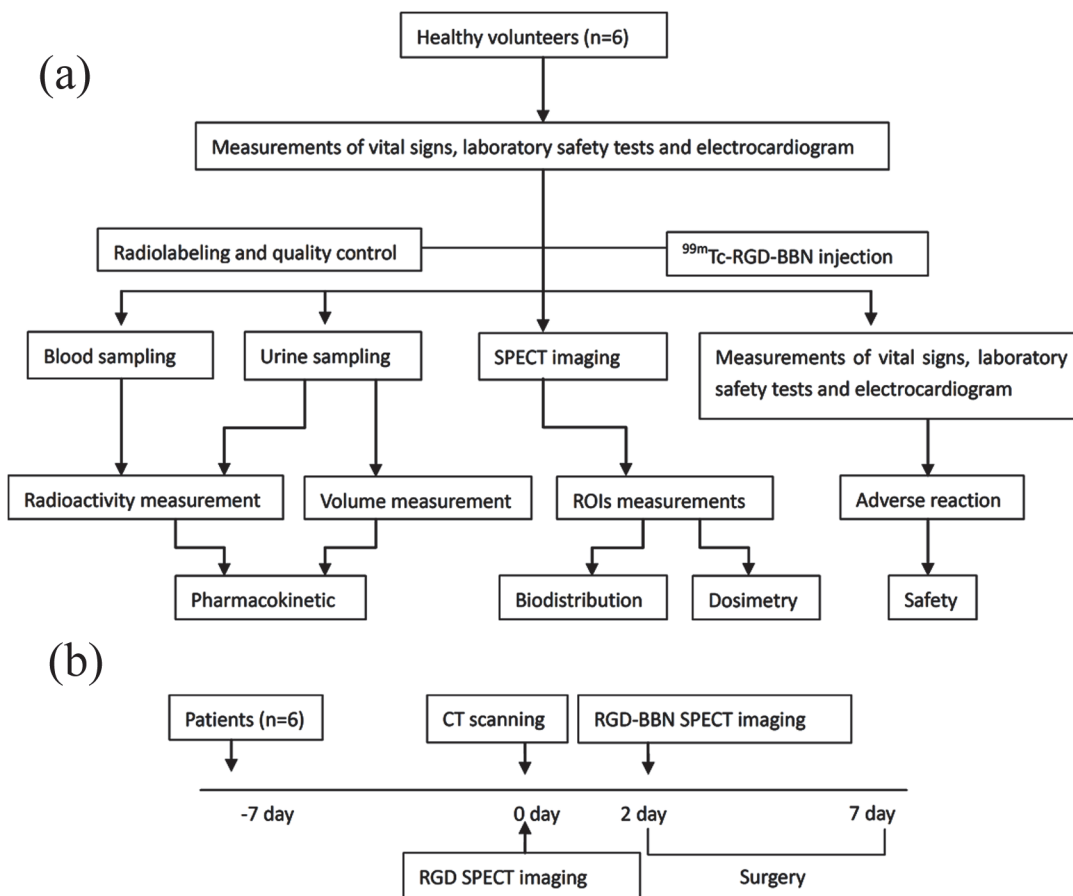 (a)
Healthy volunteers (n=6)
Measurements of vital signs, laboratory safety tests and electrocardiogram
Radiolabeling and quality control
99mTc-RGD-BBN injection
Blood sampling
Urine sampling
SPECT imaging
Measurements of vital signs, laboratory
safety tests and electrocardiogram
Radioactivity measurement
Volume measurement
ROIs measurements
Adverse reaction
Pharmacokinetic
Biodistribution
Dosimetry
Safety
(b)
Patients (n=6)
CT scanning
RGD-BBN SPECT imaging
-7 day
0 day
2 day
7 day
RGD SPECT imaging
Surgery